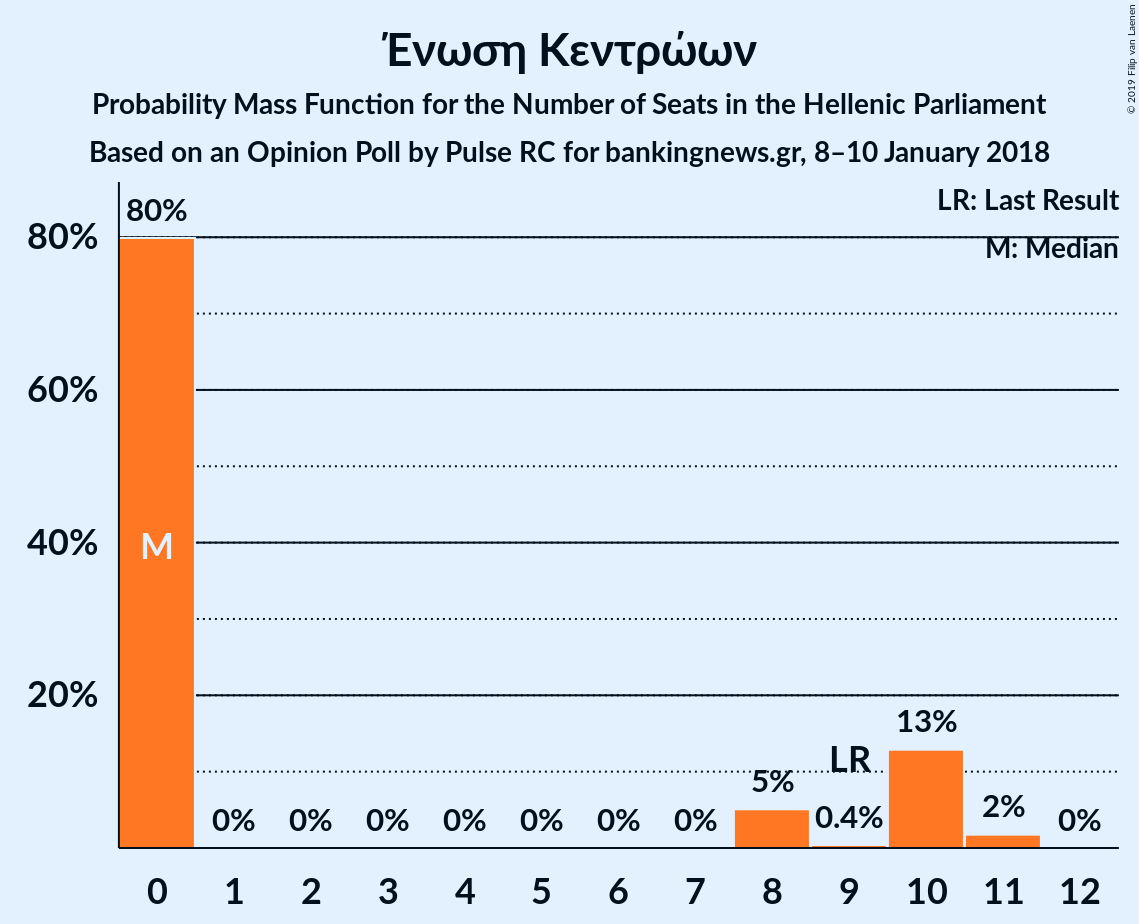 Ένωση Κεντρώων
Probability Mass Function for the Number of Seats in the Hellenic Parliament
Based on an Opinion Poll by Pulse RC for bankingnews.gr, 8–10 January 2018
© 2019 Filip van Laenen
LR: Last Result
M: Median
80%
60%
40%
20%
80%
M
0% 0% 0% 0% 0% 0% 0% 5% 0.4% 13% 2% 0%
LR
0 1 2 3 4 5 6 7 8 9 10 11 12